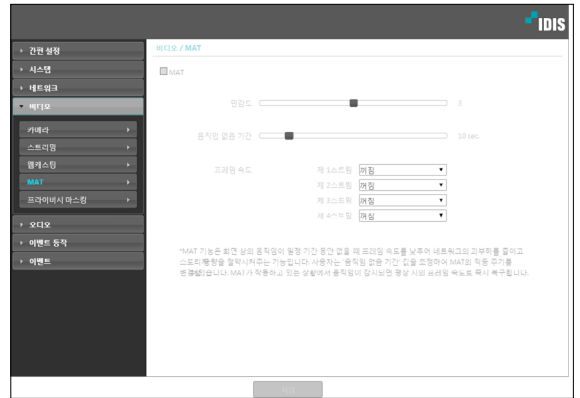 IDIS
간편 설정
시스템
네트워크
비디오
카메라
스트리밍
웹캐스팅
MAT
프라이버시 마스킹
오디오
이벤트 동작
이벤트
비디오 / MAT
MAT
민감도 3
움직임 없음 기간 10 sec.
프레임 속도 제 1스트림 꺼짐
제 2스트림 꺼짐
제 3스트림 꺼짐
제 4스트림 꺼짐
*MAT 기능은 화면 상의 움직임이 일정 기간 동안 없을 때 프레임 속도를 낮추어 네트워크의 과부하를 줄이고
용량을 절약시켜주는 기능입니다. 사용자는 '움직임 없음 기간' 값을 조정하여 MAT의 작동 주기를
있습니다. MAT가 작동하고 있는 상황에서 움직임이 감지되면 평상 시의 프레임 속도로 즉시 복구됩니다.